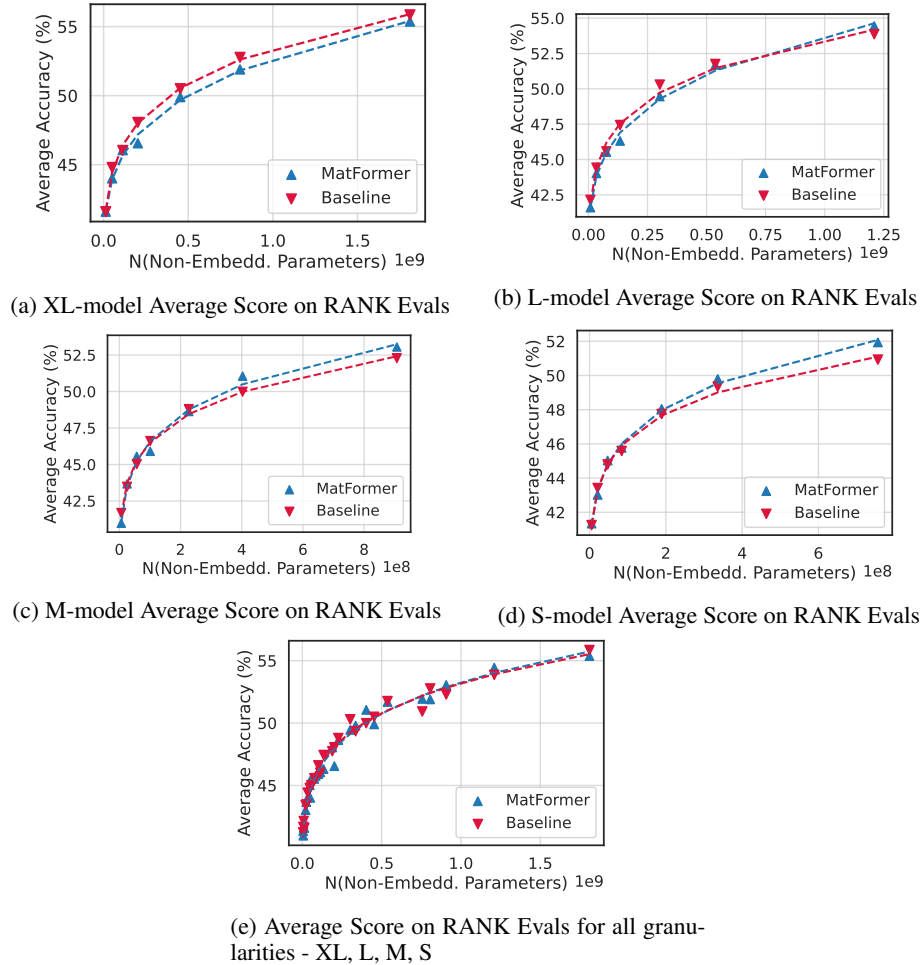 Average Accuracy (%)
55
50
45
MatFormer
Baseline
0.0 0.5 1.0 1.5
N(Non-Embedd. Parameters) 1e9
(a) XL-model Average Score on RANK Evals
Average Accuracy (%)
55.0
52.5
50.0
47.5
45.0
42.5
MatFormer
Baseline
0.00 0.25 0.50 0.75 1.00 1.25
N(Non-Embedd. Parameters) 1e9
(b) L-model Average Score on RANK Evals
Average Accuracy (%)
52.5
50.0
47.5
45.0
42.5
MatFormer
Baseline
0 2 4 6 8
N(Non-Embedd. Parameters) 1e8
(c) M-model Average Score on RANK Evals
Average Accuracy (%)
52
50
48
46
44
42
MatFormer
Baseline
0 2 4 6
N(Non-Embedd. Parameters) 1e8
(d) S-model Average Score on RANK Evals
Average Accuracy (%)
55
50
45
MatFormer
Baseline
0.0 0.5 1.0 1.5
N(Non-Embedd. Parameters) 1e9
(e) Average Score on RANK Evals for all granu-
larities - XL, L, M, S